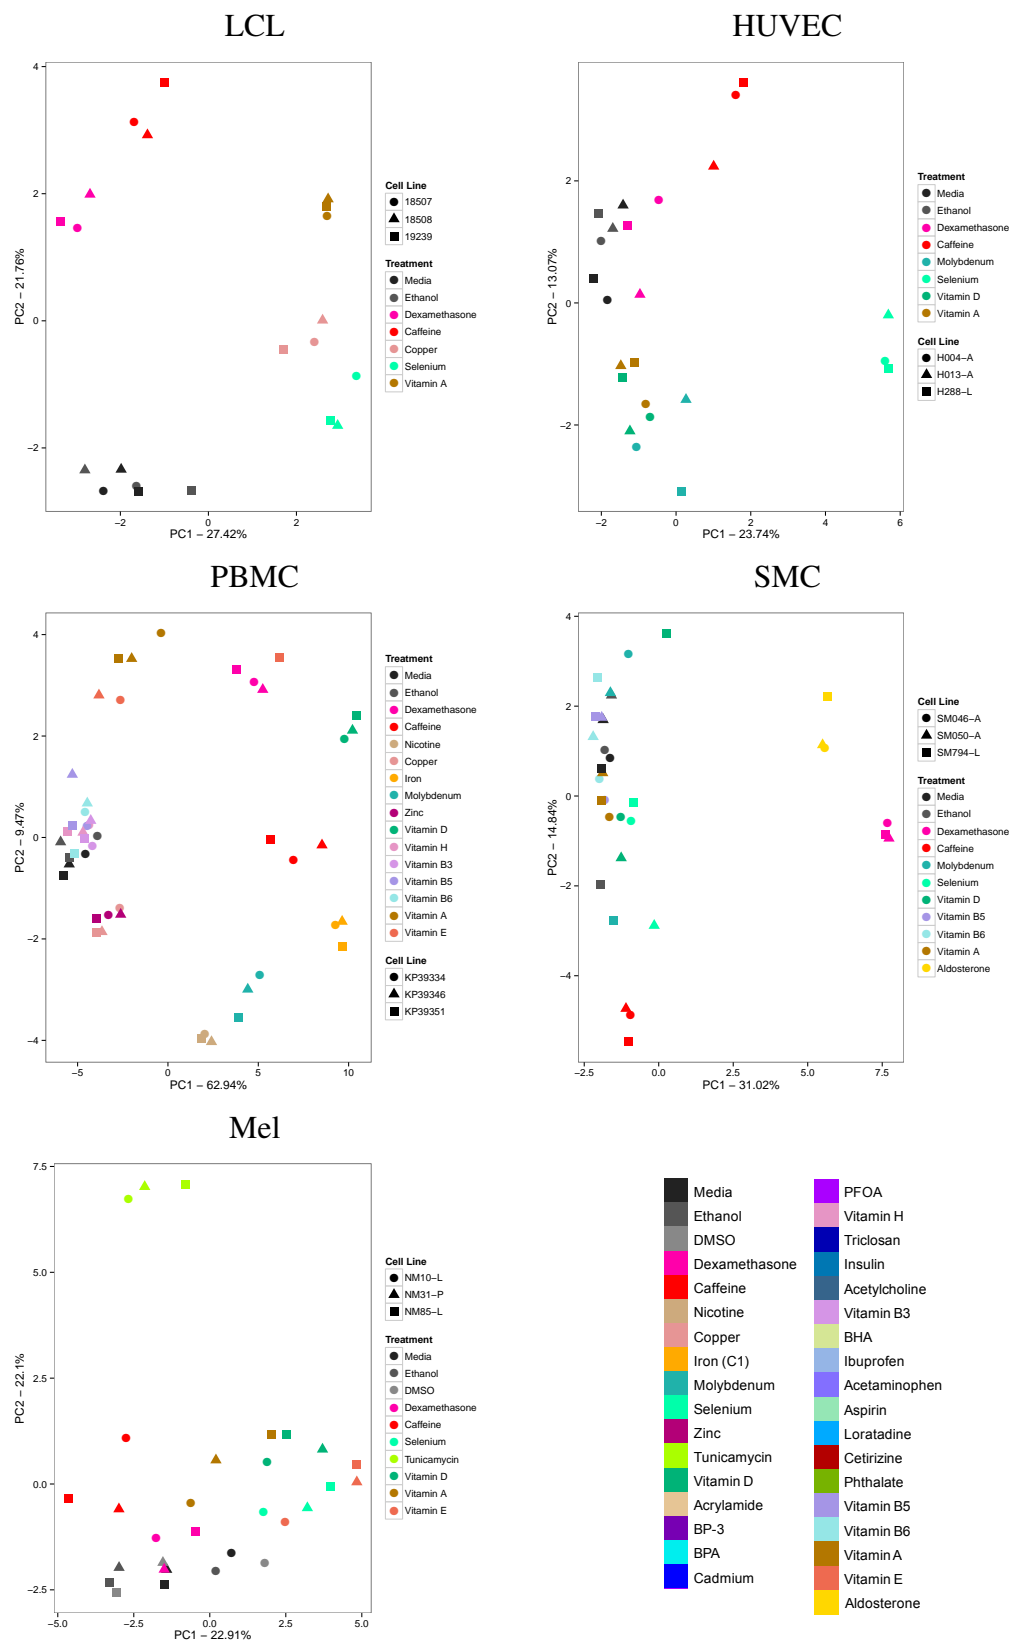 LCL
4
2
0
−2
−2
0
2
PC1 − 27.42%
PC2 − 21.76%
Cell Line
18507
18508
19239
Treatment
Media
Ethanol
Dexamethasone
Caffeine
Copper
Selenium
Vitamin A
HUVEC
2
0
−2
−2
0
2
4
6
PC1 − 23.74%
PC2 − 13.07%
Treatment
Media
Ethanol
Dexamethasone
Caffeine
Molybdenum
Selenium
Vitamin D
Vitamin A
Cell Line
H004−A
H013−A
H288−L
PBMC
4
2
0
−2
−4
−5
0
5
10
PC1 − 62.94%
PC2 − 9.47%
Treatment
Media
Ethanol
Dexamethasone
Caffeine
Nicotine
Copper
Iron
Molybdenum
Zinc
Vitamin D
Vitamin H
Vitamin B3
Vitamin B5
Vitamin B6
Vitamin A
Vitamin E
Cell Line
KP39334
KP39346
KP39351
SMC
4
2
0
−2
−4
−2.5
0.0
2.5
5.0
7.5
PC1 − 31.02%
PC2 − 14.84%
Cell Line
SM046−A
SM050−A
SM794−L
Treatment
Media
Ethanol
Dexamethasone
Caffeine
Molybdenum
Selenium
Vitamin D
Vitamin B5
Vitamin B6
Vitamin A
Aldosterone
Mel
7.5
5.0
2.5
0.0
−2.5
−5.0
−2.5
0.0
2.5
5.0
PC1 − 22.91%
PC2 − 22.1%
Cell Line
NM10−L
NM31−P
NM85−L
Treatment
Media
Ethanol
DMSO
Dexamethasone
Caffeine
Selenium
Tunicamycin
Vitamin D
Vitamin A
Vitamin E
Media
Ethanol
DMSO
Dexamethasone
Caffeine
Nicotine
Copper
Iron (C1)
Molybdenum
Selenium
Zinc
Tunicamycin
Vitamin D
Acrylamide
BP-3
BPA
Cadmium
PFOA
Vitamin H
Triclosan
Insulin
Acetylcholine
Vitamin B3
BHA
Ibuprofen
Acetaminophen
Aspirin
Loratadine
Cetirizine
Phthalate
Vitamin B5
Vitamin B6
Vitamin A
Vitamin E
Aldosterone